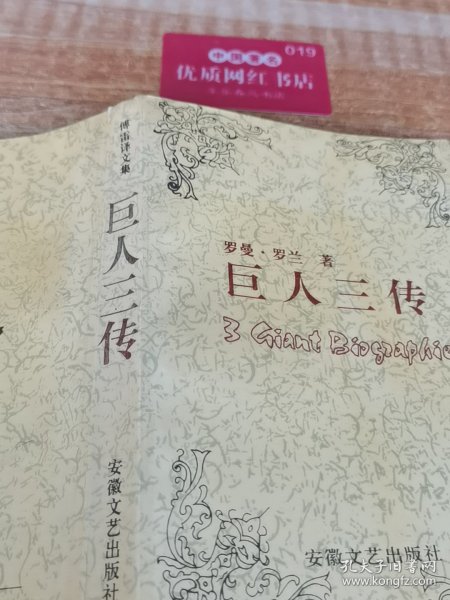 中国著名
019
优质网红书店
傅雷译文集
巨人三传
安徽文艺出版社
罗曼·罗兰 著
巨人三传
3 Giant Biographie
安徽文艺出版社
孔夫子旧书网
www.kongfz.com